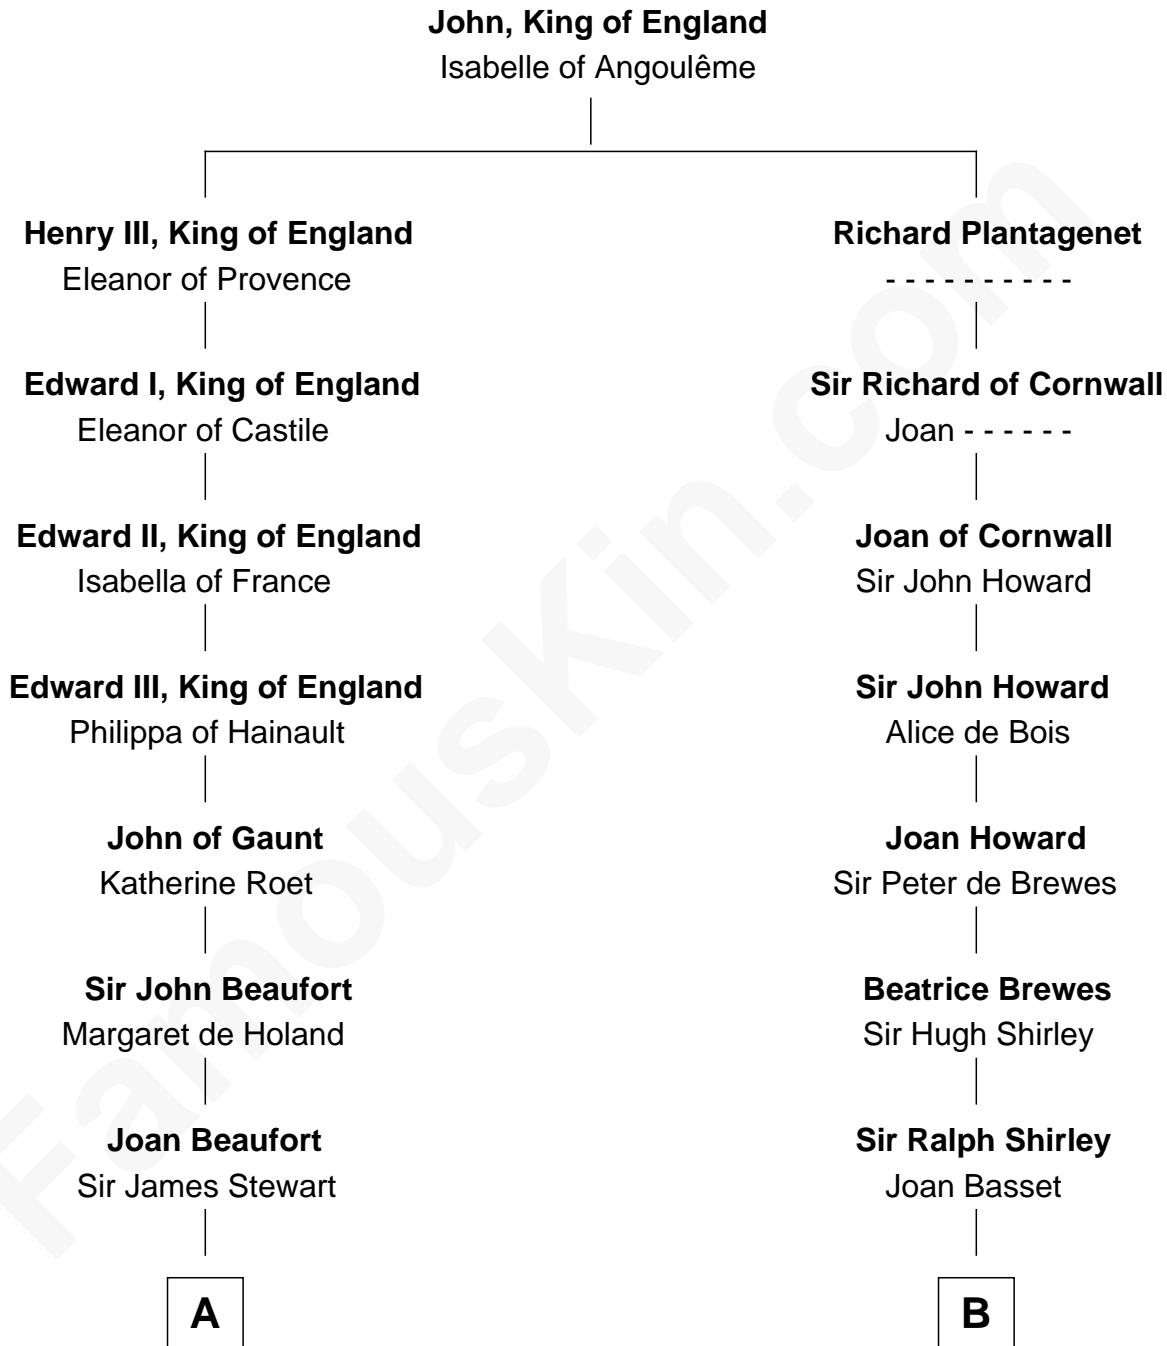 John, King of England
Isabelle of Angoulême
Henry III, King of England
Eleanor of Provence
Richard Plantagenet
- - - - - - - - - -
Edward I, King of England
Eleanor of Castile
Sir Richard of Cornwall
Joan - - - - - -
Edward II, King of England
Isabella of France
Joan of Cornwall
Sir John Howard
Edward III, King of England
Philippa of Hainault
Sir John Howard
Alice de Bois
John of Gaunt
Katherine Roet
Joan Howard
Sir Peter de Brewes
Sir John Beaufort
Margaret de Holand
Beatrice Brewes
Sir Hugh Shirley
Joan Beaufort
Sir James Stewart
Sir Ralph Shirley
Joan Basset
A
B
FamousKin.com